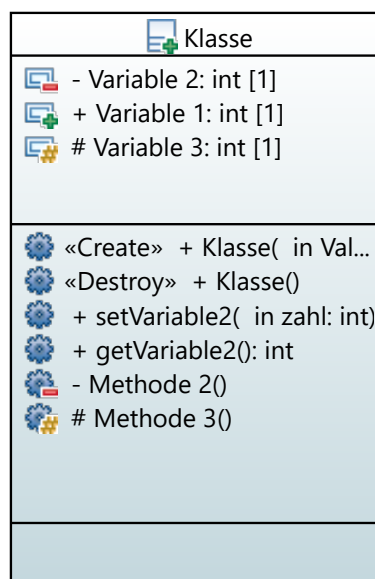 Klasse
- Variable 2: int [1]
+ Variable 1: int [1]
# Variable 3: int [1]
«Create» + Klasse( in Val...
«Destroy» + Klasse()
+ setVariable2( in zahl: int)
+ getVariable2(): int
- Methode 2()
# Methode 3()